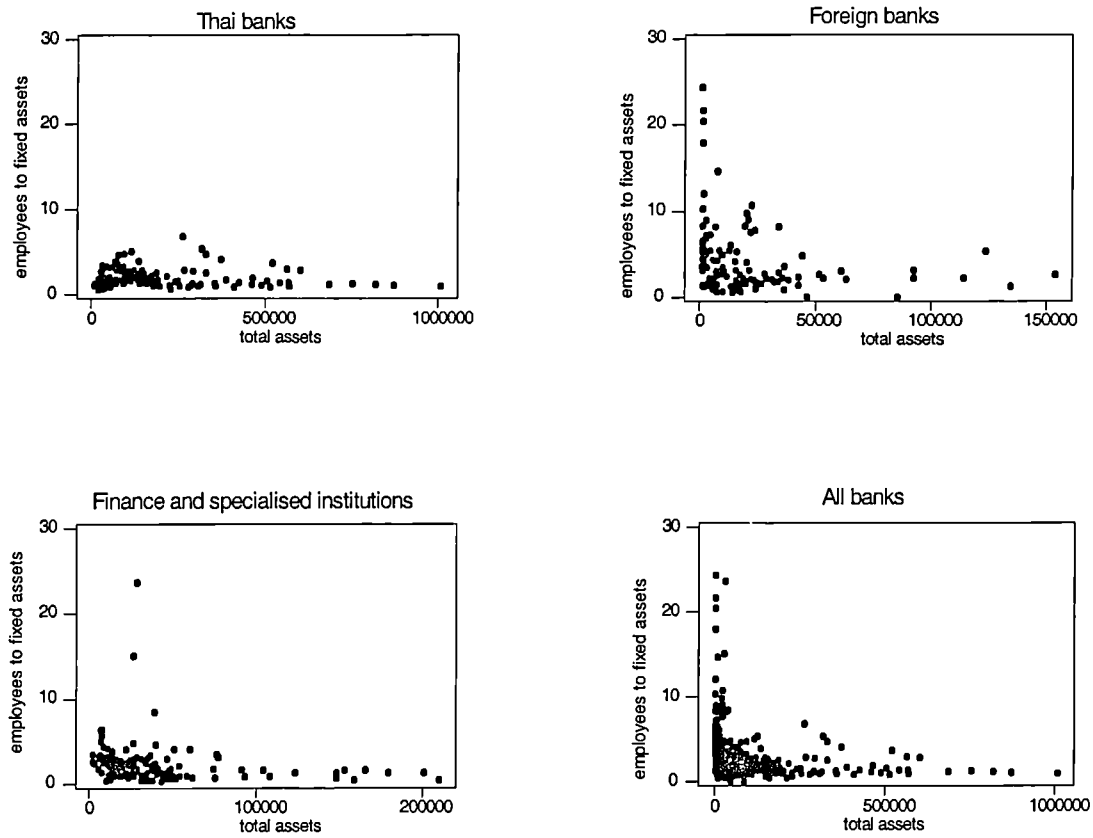 Thai banks
30
20
10
0
employees to fixed assets
0 500000 1000000
total assets
Foreign banks
30
20
10
0
employees to fixed assets
0 50000 100000 150000
total assets
Finance and specialised institutions
30
20
10
0
employees to fixed assets
0 100000 200000
total assets
All banks
30
20
10
0
employees to fixed assets
0 500000 1000000
total assets